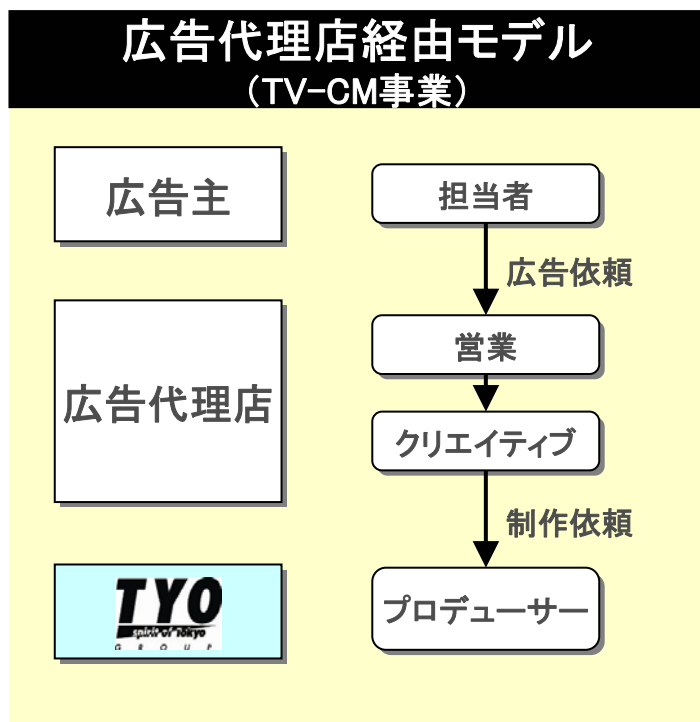 広告代理店経由モデル
（TV-CM事業）
広告主
担当者
広告依頼
広告代理店
営業
クリエイティブ
制作依頼
TYO
spirit of Tokyo
GROUP
プロデューサー